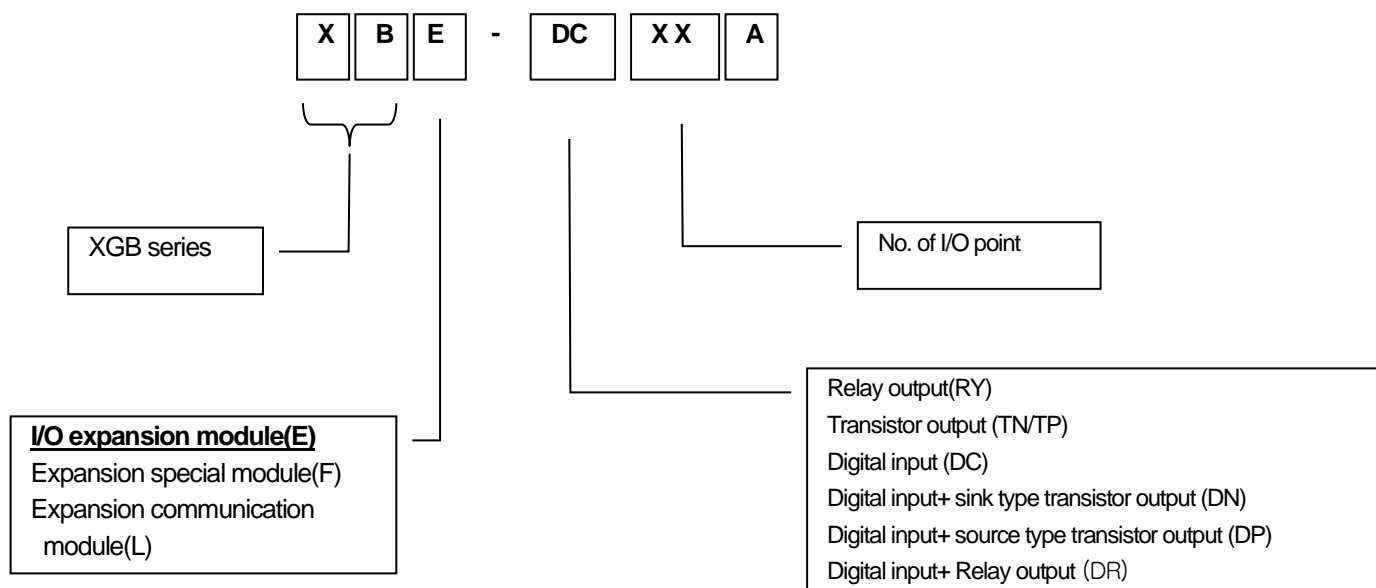 X B E - DC X X A
XGB series
No. of I/O point
I/O expansion module(E)
Expansion special module(F)
Expansion communication
module(L)
Relay output(RY)
Transistor output (TN/TP)
Digital input (DC)
Digital input+ sink type transistor output (DN)
Digital input+ source type transistor output (DP)
Digital input+ Relay output (DR)